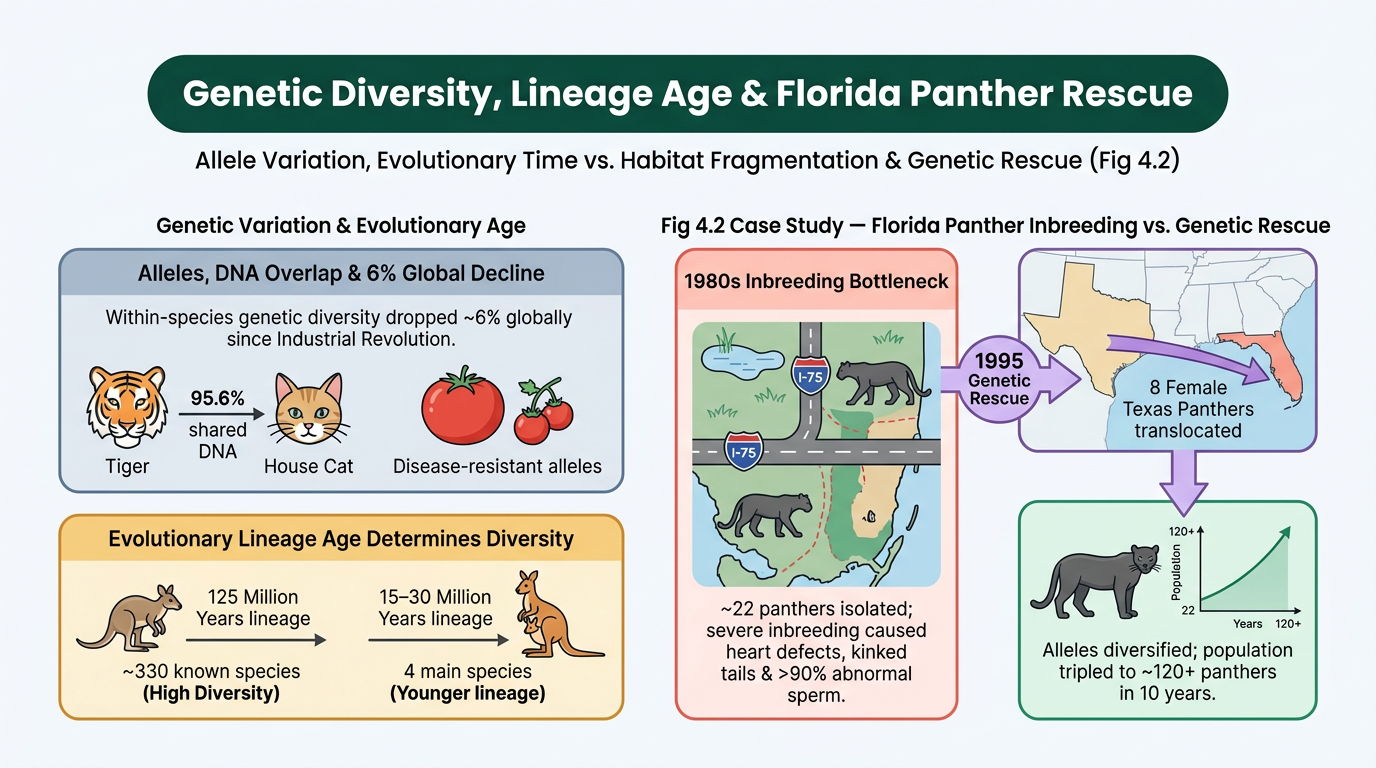 Genetic Diversity, Lineage Age & Florida Panther Rescue
Allele Variation, Evolutionary Time vs. Habitat Fragmentation & Genetic Rescue (Fig 4.2)
Genetic Variation & Evolutionary Age
Alleles, DNA Overlap & 6% Global Decline
Within-species genetic diversity dropped ~6% globally
since Industrial Revolution.
95.6%
shared
DNA
Tiger
House Cat
Disease-resistant alleles
Evolutionary Lineage Age Determines Diversity
125 Million
Years lineage
~330 known species
(High Diversity)
15–30 Million
Years lineage
4 main species
(Younger lineage)
Fig 4.2 Case Study — Florida Panther Inbreeding vs. Genetic Rescue
1980s Inbreeding Bottleneck
I-75
I-75
~22 panthers isolated;
severe inbreeding caused
heart defects, kinked
tails & >90% abnormal
sperm.
1995
Genetic
Rescue
8 Female
Texas Panthers
translocated
120+
Population
22
Years
120+
Alleles diversified; population
tripled to ~120+ panthers
in 10 years.